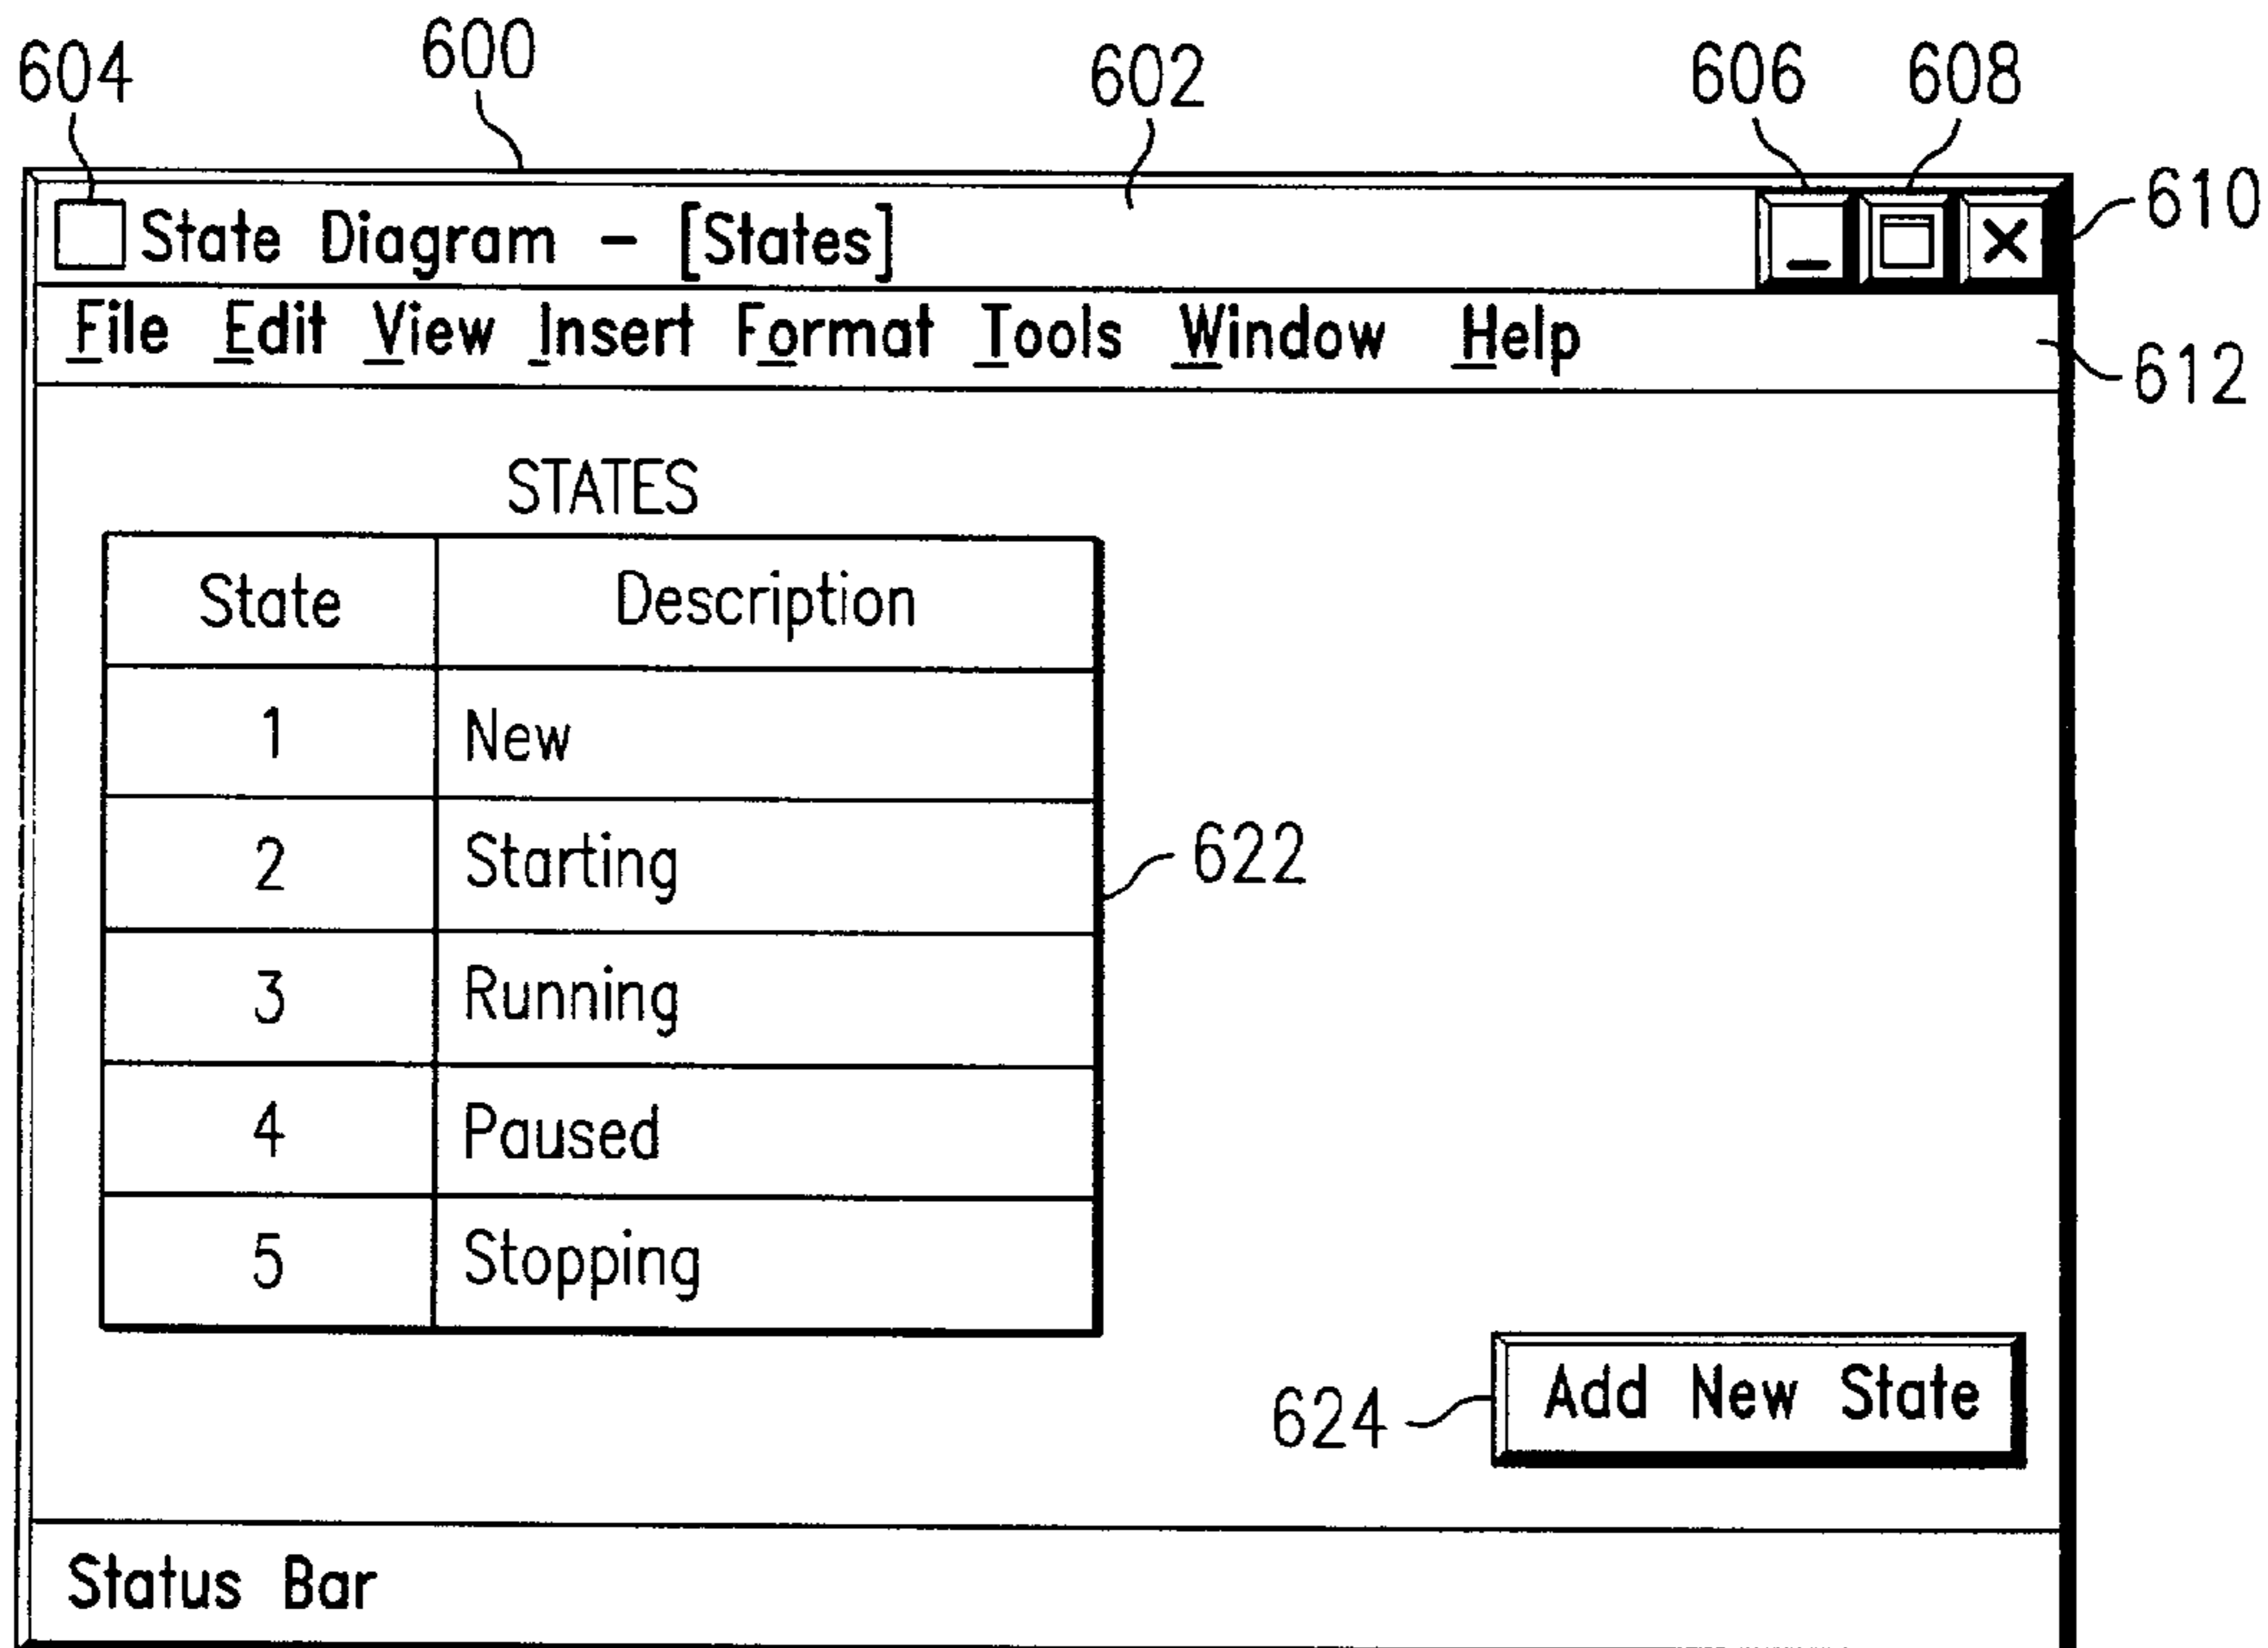 604 600 602 606 608
State Diagram - [States]
610
File Edit View Insert Format Tools Window Help
612
STATES
State Description
1 New
2 Starting
622
3 Running
4 Paused
5 Stopping
624 Add New State
Status Bar